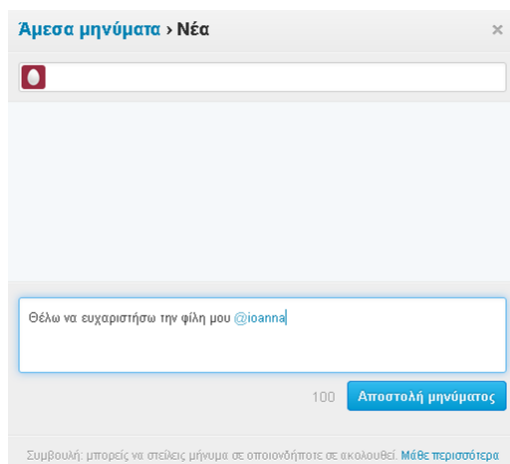 Άμεσα μηνύματα › Νέα ×
Θέλω να ευχαριστήσω την φίλη μου @ioanna
100 Αποστολή μηνύματος
Συμβουλή: μπορείς να στείλεις μήνυμα σε οποιονδήποτε σε ακολουθεί. Μάθε περισσότερα